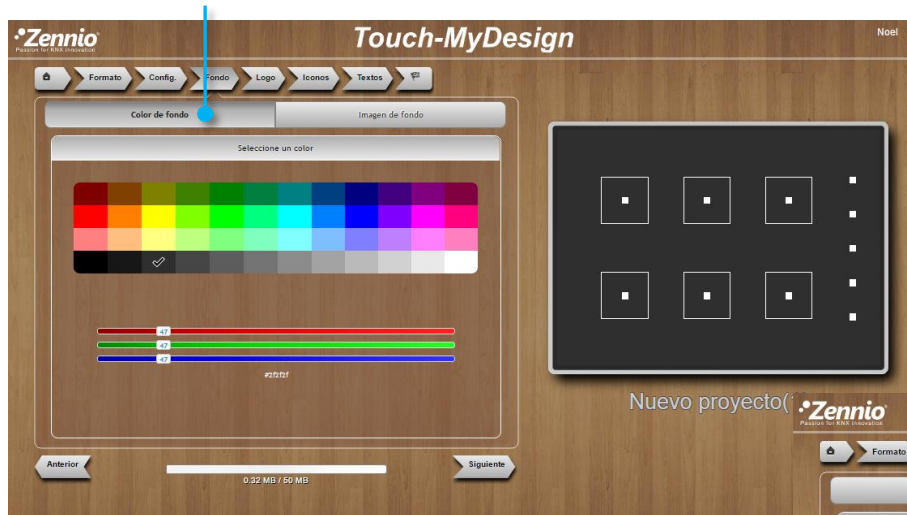 Zennio
Passion for KNX innovation
Touch-MyDesign
Noel
Formato
Config.
Fondo
Logo
Iconos
Textos
Color de fondo
Imagen de fondo
Seleccione un color
47
47
47
#2f2f2f
Anterior
0.32 MB / 50 MB
Siguiente
Nuevo proyecto(
Zennio
Passion for KNX innovation
Formato